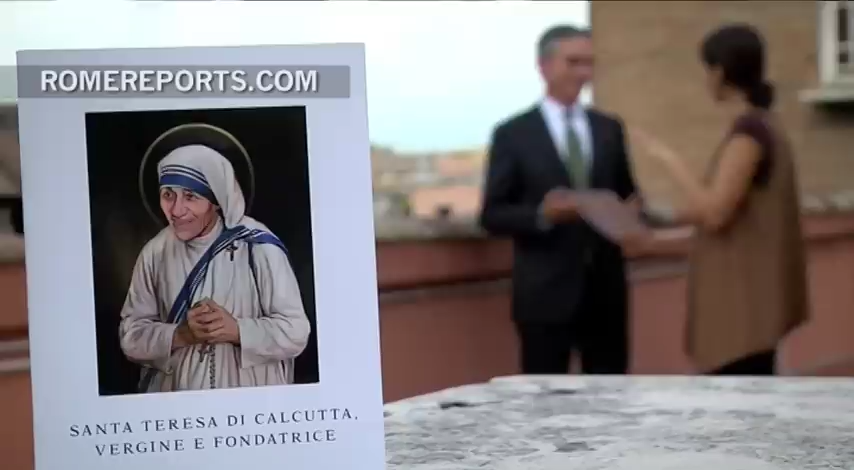 ROMEREPORTS.COM
SANTA TERESA DI CALCUTTA,
VERGINE E FONDATRICE